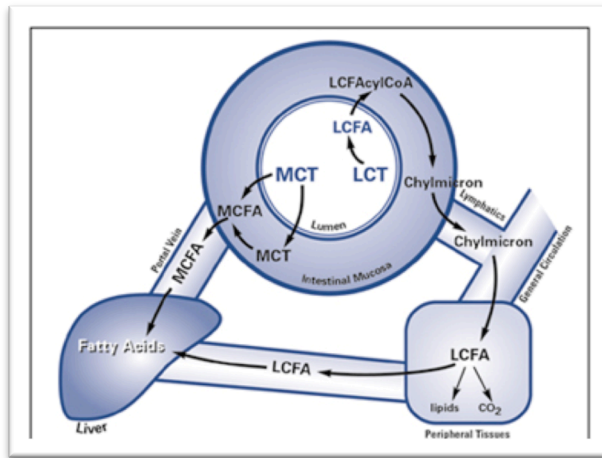 LCFAcylCoA
LCFA
MCT
LCT
Chylmicron
MCFA
Lumen
Lymphatics
Portal Vein
MCFA
MCT
Intestinal Mucosa
Chylmicron
General Circulation
Fatty Acids
LCFA
LCFA
lipids
CO₂
Liver
Peripheral Tissues